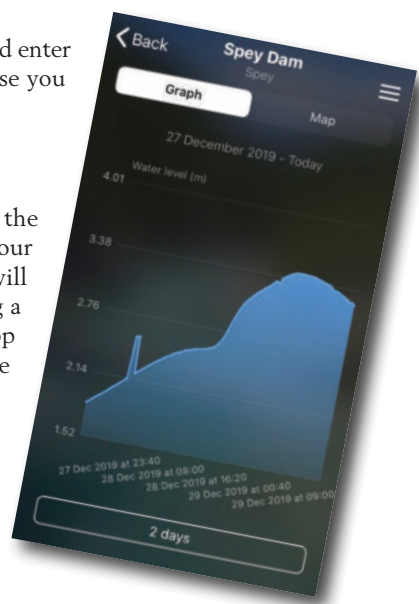 d enter
se you
the
our
will
g a
pp
e
Back
Spey Dam
Spey
Graph
Map
27 December 2019 - Today
Water level (m)
4.01
3.38
2.76
2.14
1.52
27 Dec 2019 at 23:40
28 Dec 2019 at 08:00
28 Dec 2019 at 16:20
29 Dec 2019 at 00:40
29 Dec 2019 at 09:00
2 days